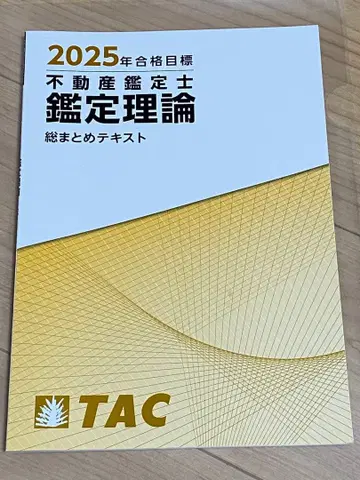 2025年合格目標
不動産鑑定士
鑑定理論
総まとめテキスト
TAC